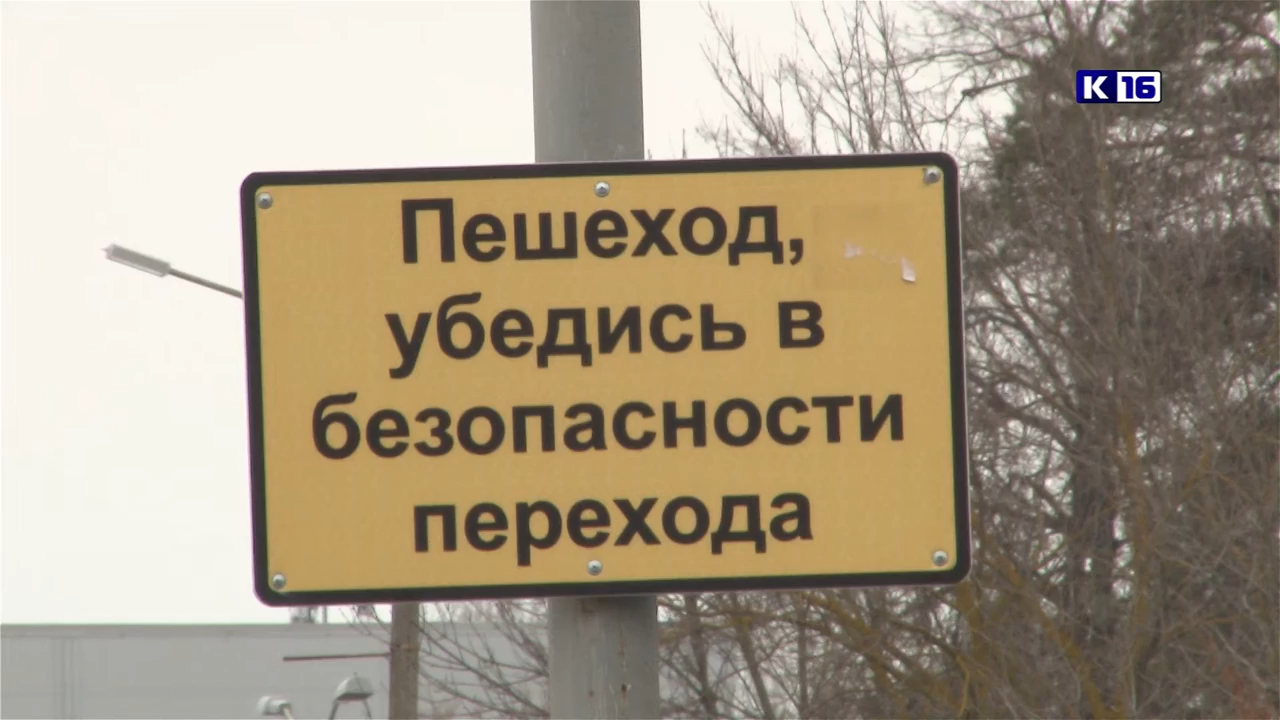 К 16
Пешеход,
убедись в
безопасности
перехода